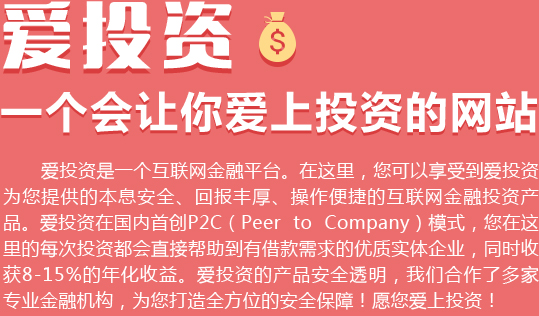 爱投资
一个会让你爱上投资的网站
爱投资是一个互联网金融平台。在这里，您可以享受到爱投资
为您提供的本息安全、回报丰厚、操作便捷的互联网金融投资产
品。爱投资在国内首创P2C（Peer to Company）模式，您在这
里的每次投资都会直接帮助到有借款需求的优质实体企业，同时收
获8-15%的年化收益。爱投资的产品安全透明，我们合作了多家
专业金融机构，为您打造全方位的安全保障！愿您爱上投资！